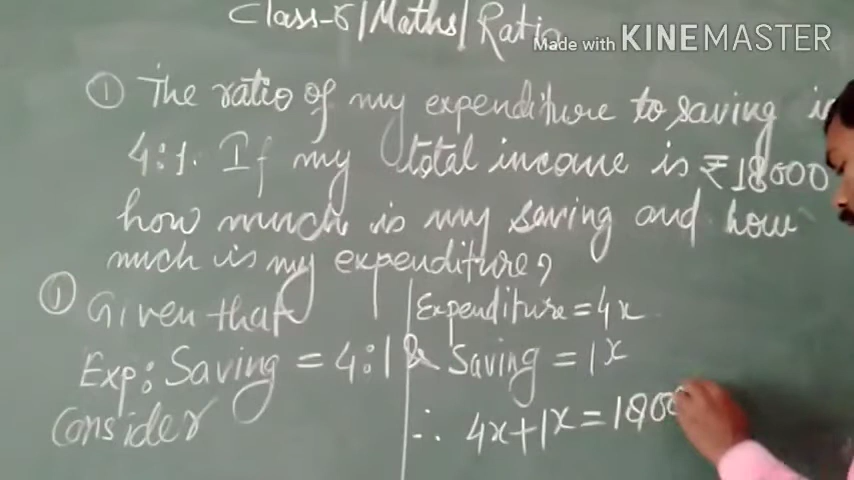 Class-6/Maths/Ratio
Made with KINEMASTER
① The ratio of my expenditure to saving is
4:1. If my total income is ₹18000
how much is my saving and how
much is my expenditure?
① Given that
Exp: Saving = 4:1 &
Consider
Expenditure = 4x
Saving = 1x
∴ 4x+1x = 1800